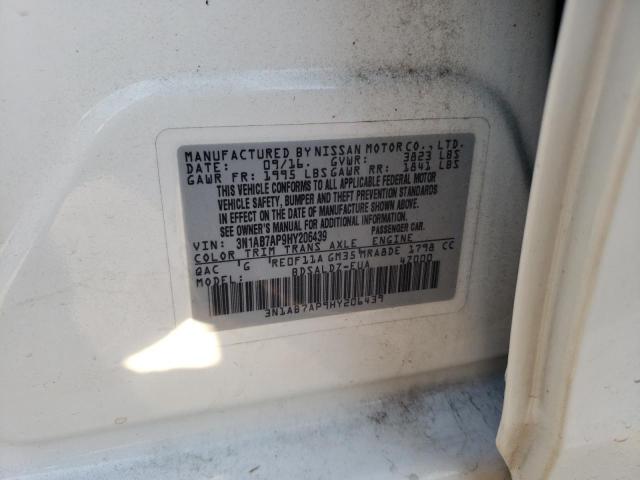 MANUFACTURED BY NISSAN MOTOR CO., LTD.
DATE: 09/16. GVWR: 3823 LBS
GAWR FR: 1995 LBS GAWR RR: 1841 LBS
THIS VEHICLE CONFORMS TO ALL APPLICABLE FEDERAL MOTOR
VEHICLE SAFETY, BUMPER AND THEFT PREVENTION STANDARDS
IN EFFECT ON THE DATE OF MANUFACTURE SHOWN ABOVE.
SEE OWNER'S MANUAL FOR ADDITIONAL INFORMATION.
VIN: 3N1AB7AP9HY206439 PASSENGER CAR.
COLOR TRIM TRANS AXLE ENGINE
QAC G RE0F11A GM35 MRA8DE 1798 CC
BDSALDZ-EUA 4Z000
3N1AB7AP9HY206439